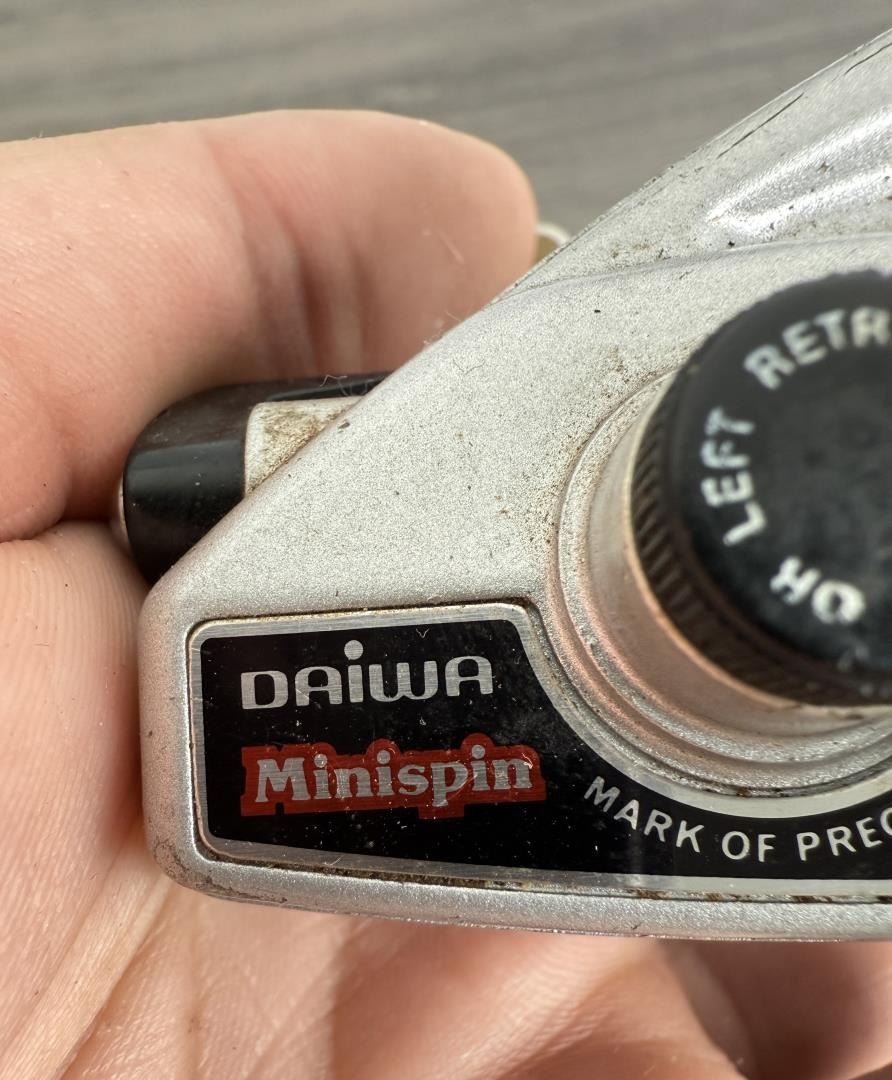 DAIWA
Minispin
MARK OF PREC
OR LEFT RETR